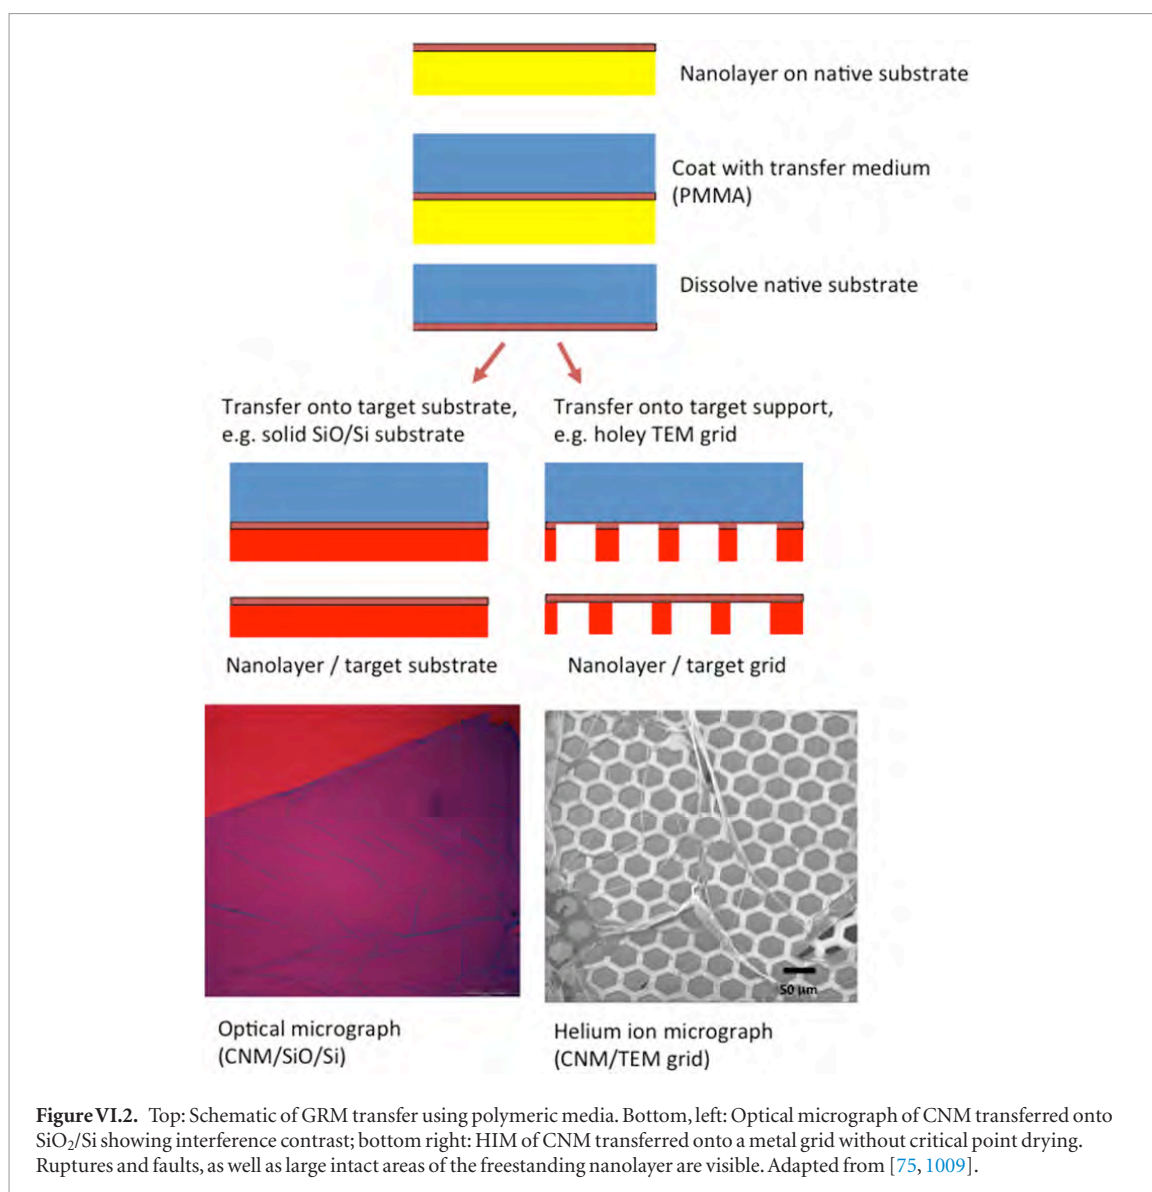 Nanolayer on native substrate
Coat with transfer medium
(PMMA)
Dissolve native substrate
Transfer onto target substrate,
e.g. solid SiO/Si substrate
Transfer onto target support,
e.g. holey TEM grid
Nanolayer / target substrate
Nanolayer / target grid
50 μm
Optical micrograph
(CNM/SiO/Si)
Helium ion micrograph
(CNM/TEM grid)
Figure VI.2. Top: Schematic of GRM transfer using polymeric media. Bottom, left: Optical micrograph of CNM transferred onto
SiO₂/Si showing interference contrast; bottom right: HIM of CNM transferred onto a metal grid without critical point drying.
Ruptures and faults, as well as large intact areas of the freestanding nanolayer are visible. Adapted from [75, 1009].